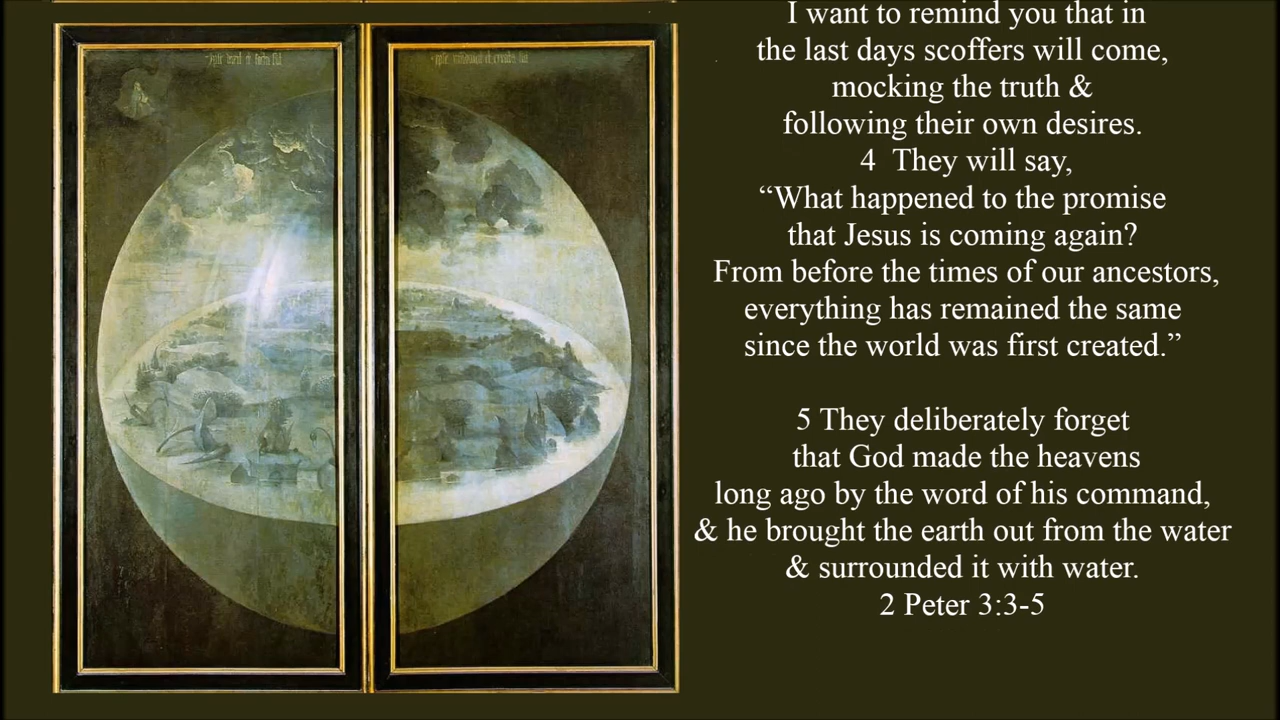 I want to remind you that in
the last days scoffers will come,
mocking the truth &
following their own desires.
4 They will say,
“What happened to the promise
that Jesus is coming again?
From before the times of our ancestors,
everything has remained the same
since the world was first created.”
5 They deliberately forget
that God made the heavens
long ago by the word of his command,
& he brought the earth out from the water
& surrounded it with water.
2 Peter 3:3-5